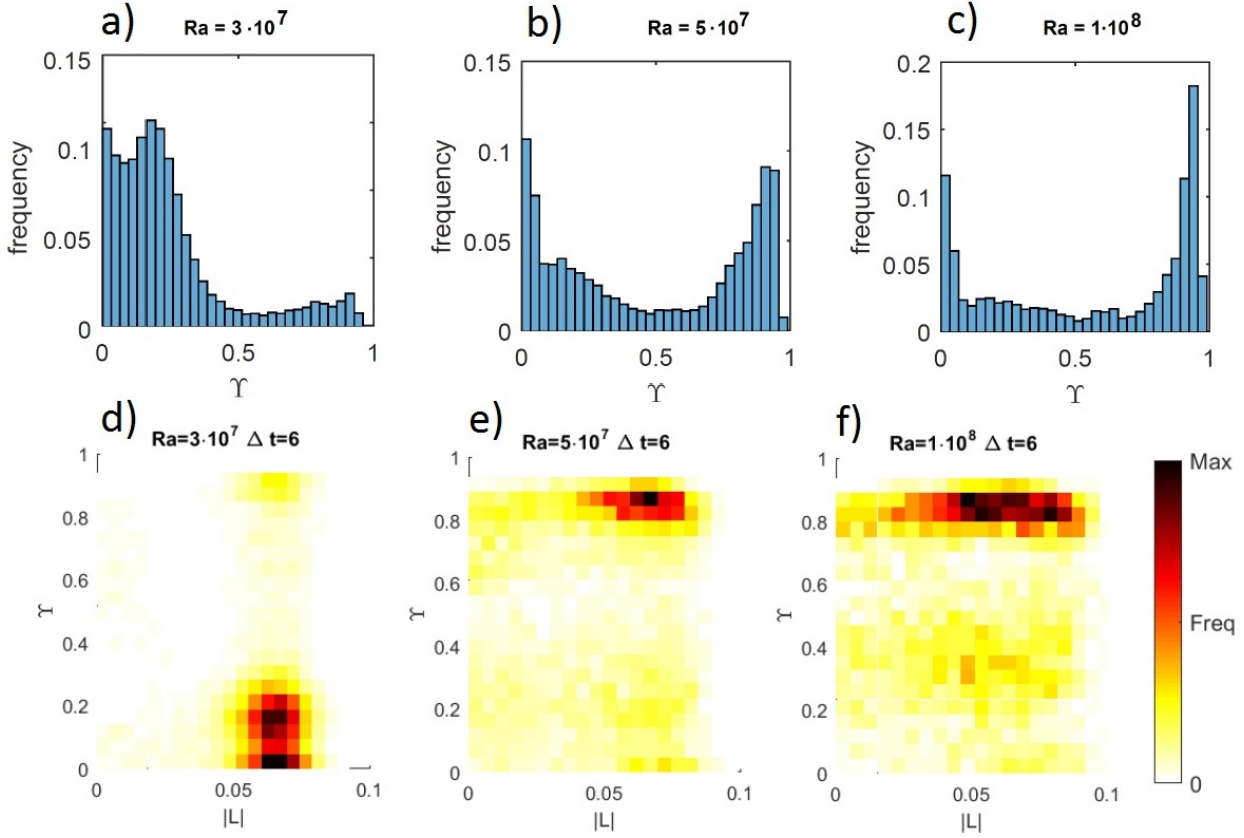 a) Ra = 3·10⁷
0.15
0.1
0.05
0
frequency
0 0.5 1
ϒ
b) Ra = 5·10⁷
0.15
0.1
0.05
0
frequency
0 0.5 1
ϒ
c) Ra = 1·10⁸
0.2
0.15
0.1
0.05
0
frequency
0 0.5 1
ϒ
d)
Ra=3·10⁷ Δ t=6
1
0.8
0.6
0.4
0.2
0
ϒ
0 0.05 0.1
|L|
e)
Ra=5·10⁷ Δ t=6
1
0.8
0.6
0.4
0.2
0
ϒ
0 0.05 0.1
|L|
f)
Ra=1·10⁸ Δ t=6
1
0.8
0.6
0.4
0.2
0
ϒ
0 0.05 0.1
|L|
Max
Freq
0